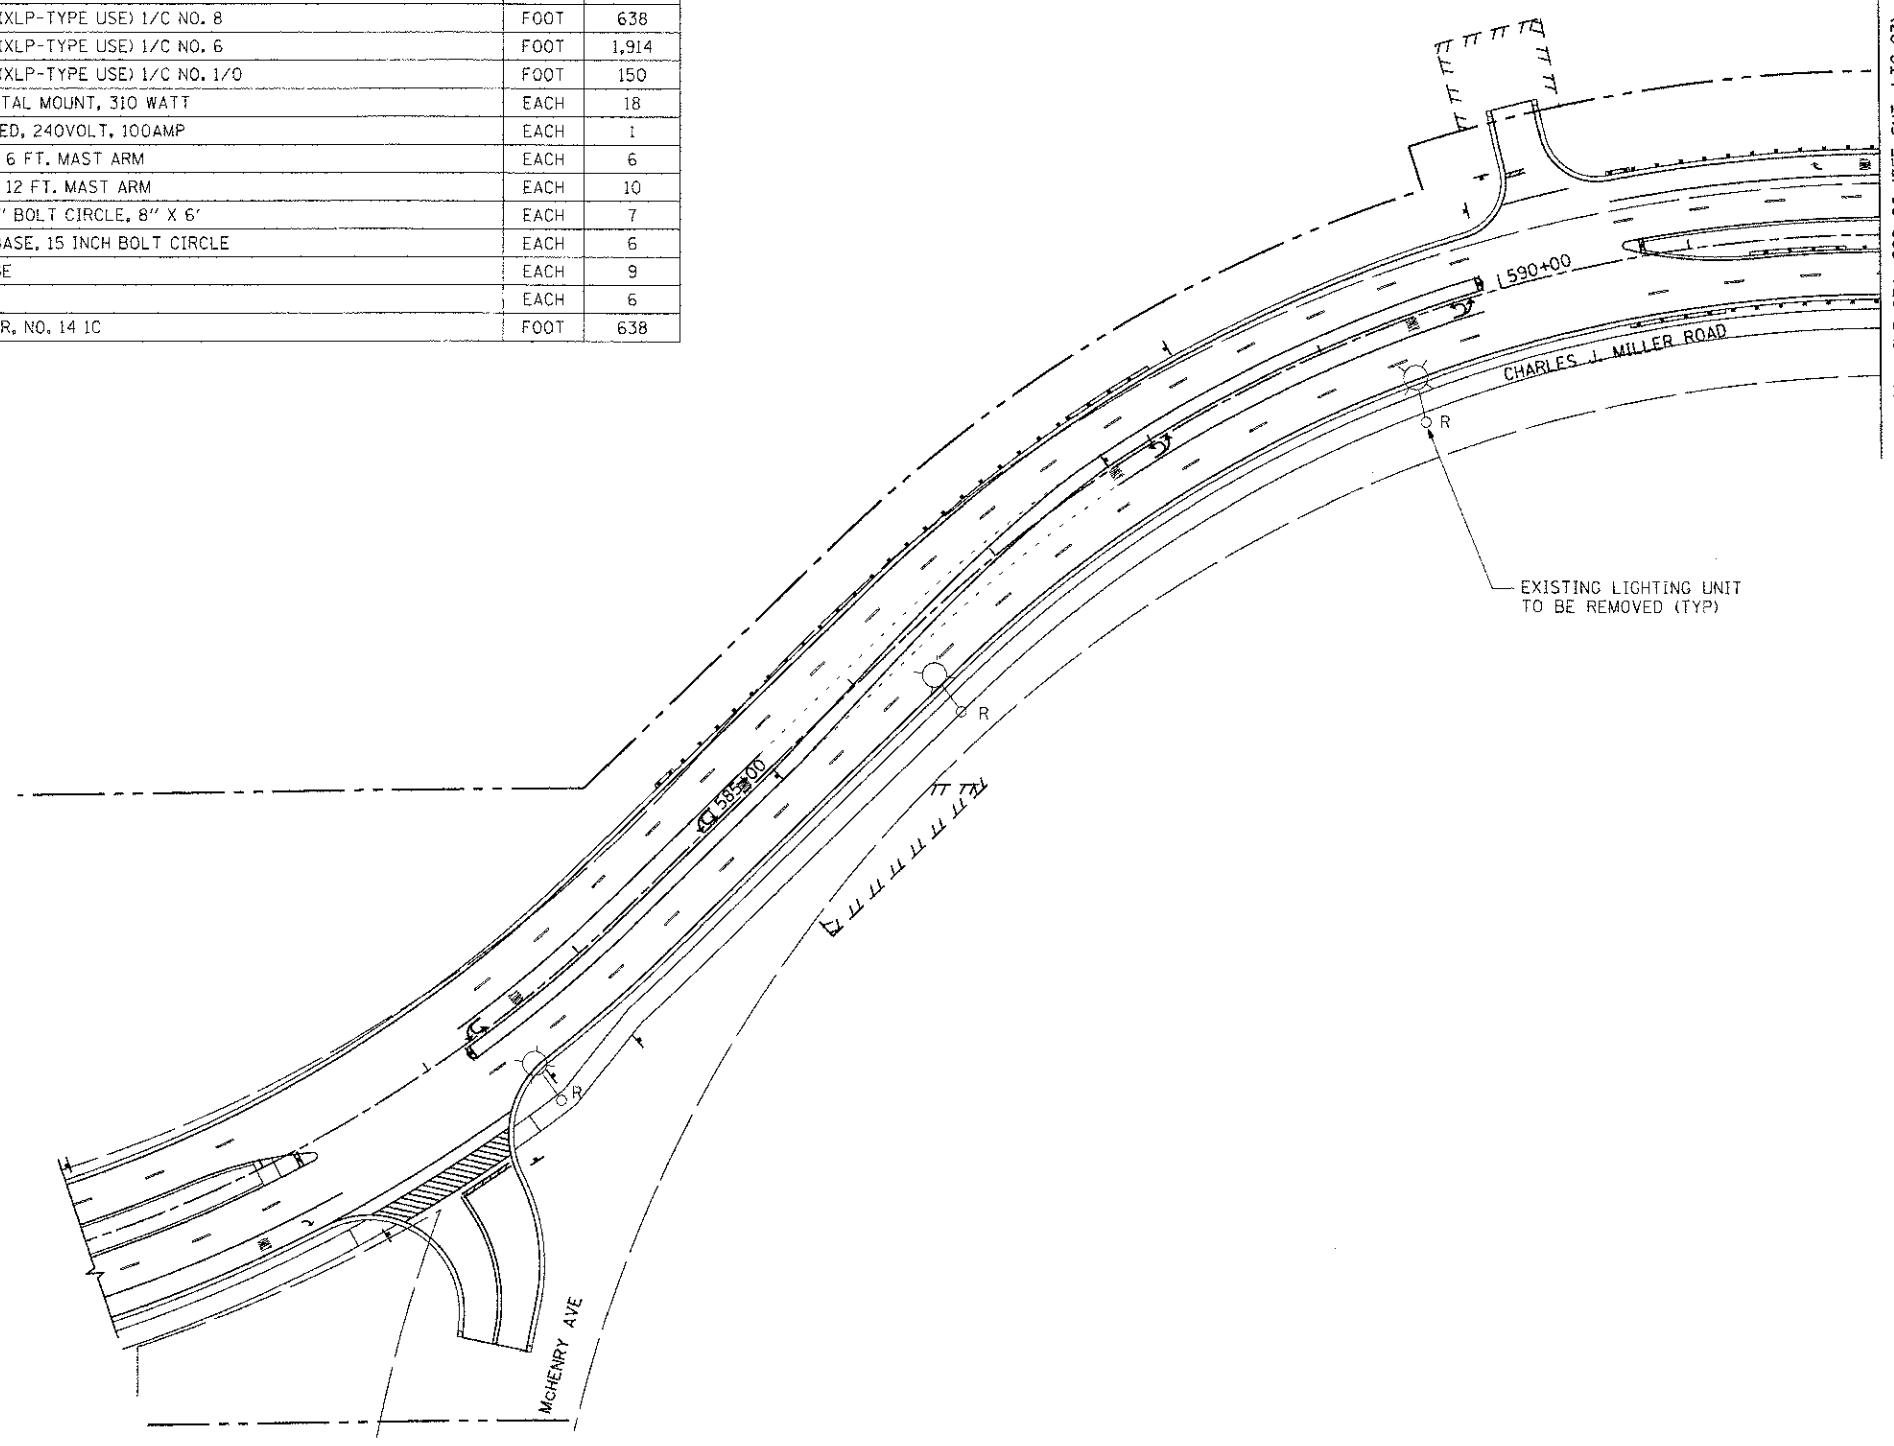 (XLP-TYPE USE) 1/C NO. 8 FOOT 638
(XLP-TYPE USE) 1/C NO. 6 FOOT 1,914
(XLP-TYPE USE) 1/C NO. 1/0 FOOT 150
TAL MOUNT, 310 WATT EACH 18
ED, 240VOLT, 100AMP EACH 1
6 FT. MAST ARM EACH 6
12 FT. MAST ARM EACH 10
" BOLT CIRCLE, 8" X 6' EACH 7
BASE, 15 INCH BOLT CIRCLE EACH 6
SE EACH 9
EACH 6
R, NO. 14 1C FOOT 638
590+00
CHARLES J. MILLER ROAD
R
EXISTING LIGHTING UNIT
TO BE REMOVED (TYP)
R
585+00
R
MCHENRY AVE